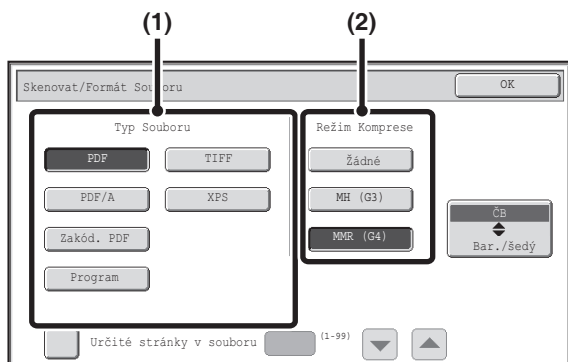 (1) (2)
Skenovat/Formát Souboru OK
Typ Souboru Režim Komprese
PDF TIFF Žádné
PDF/A XPS MH (G3)
Zakód. PDF MMR (G4)
ČB
Bar./šedý
Program
Určité stránky v souboru (1-99)